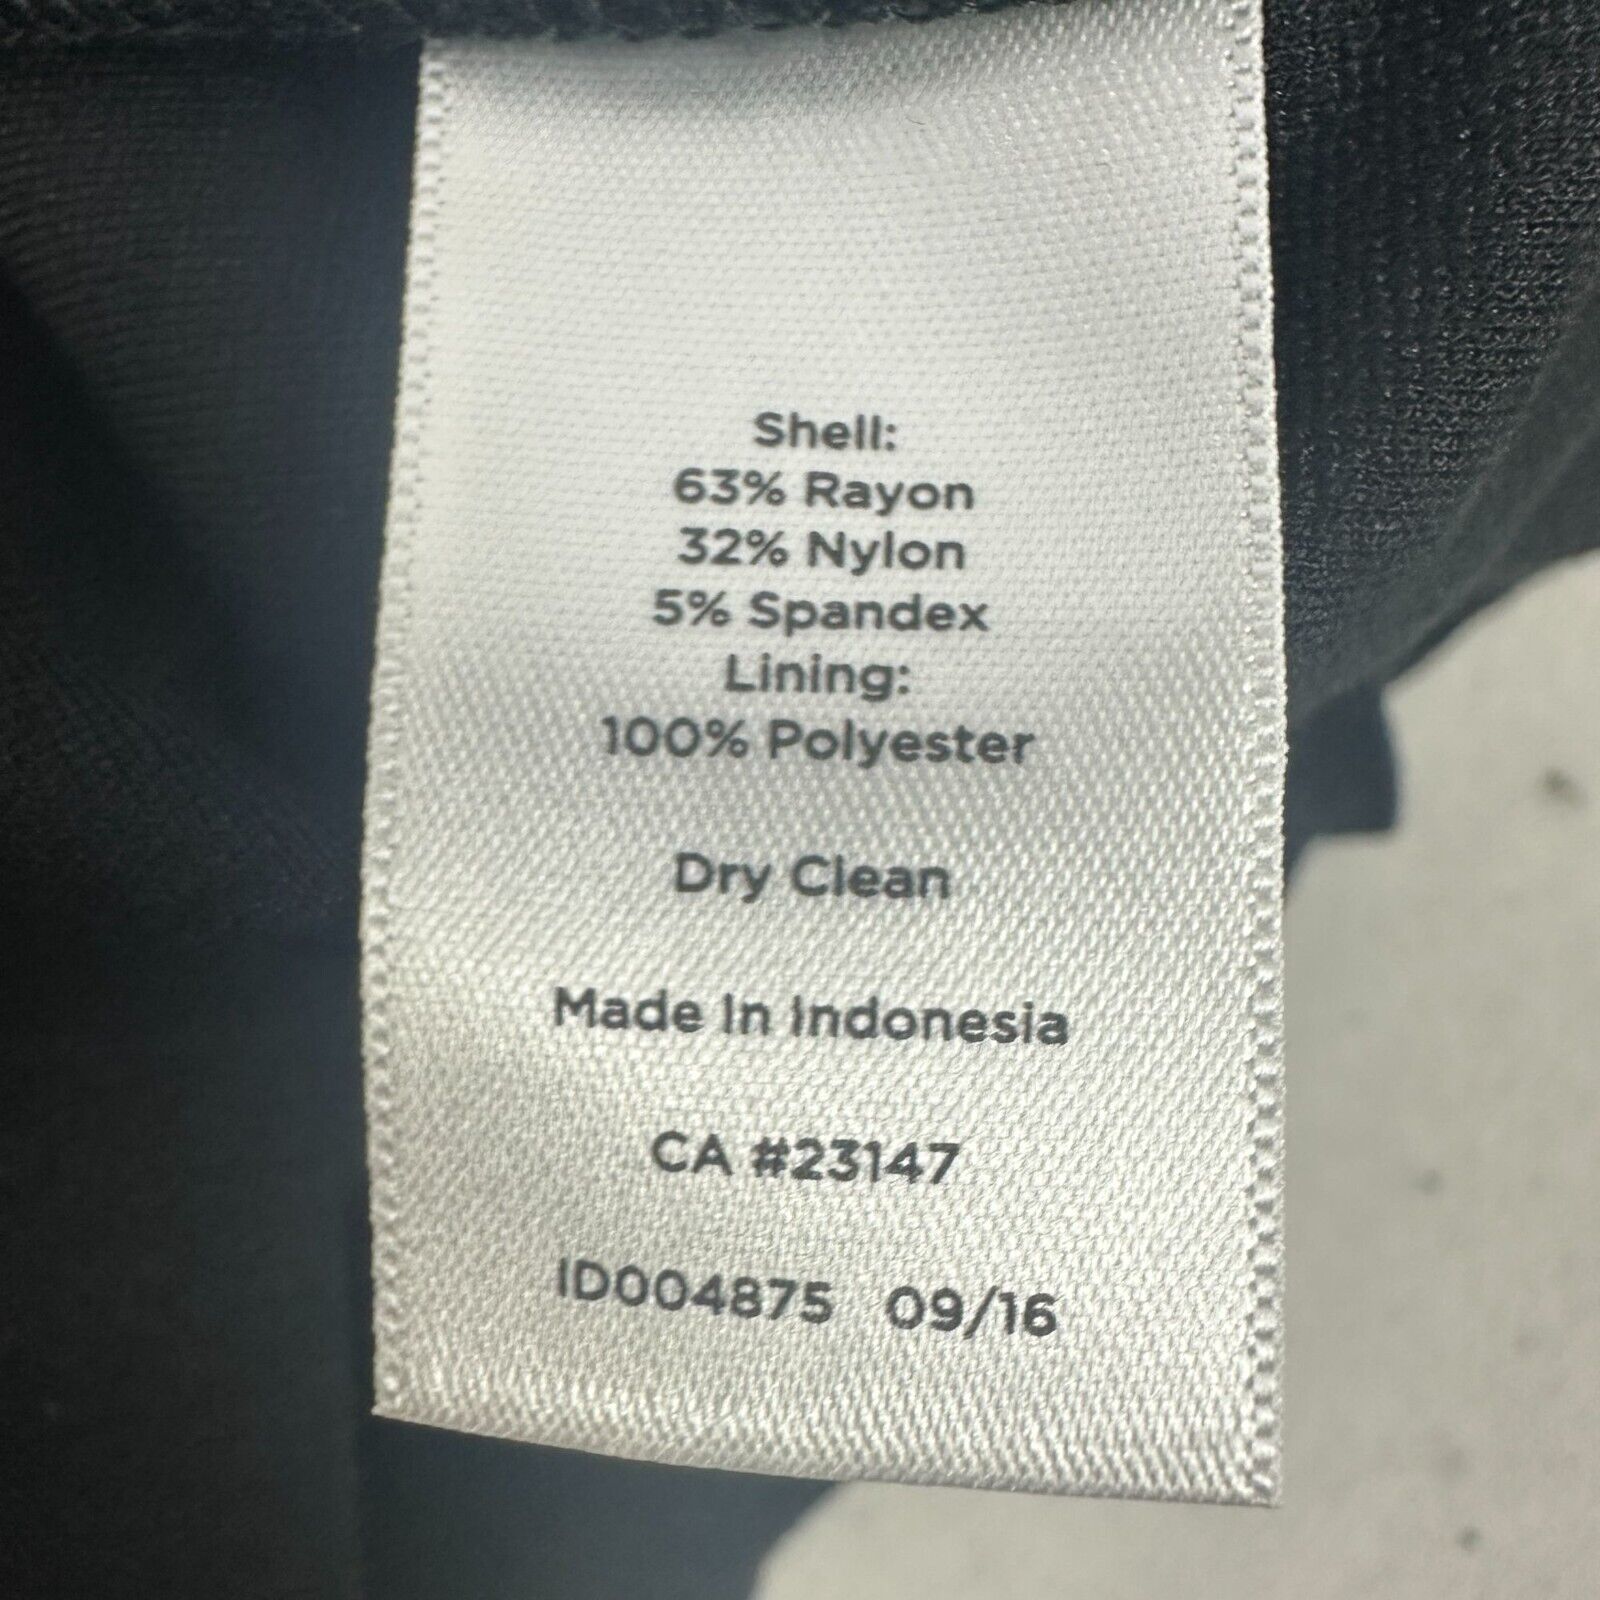 Shell:
63% Rayon
32% Nylon
5% Spandex
Lining:
100% Polyester
Dry Clean
Made In Indonesia
CA #23147
ID004875 09/16